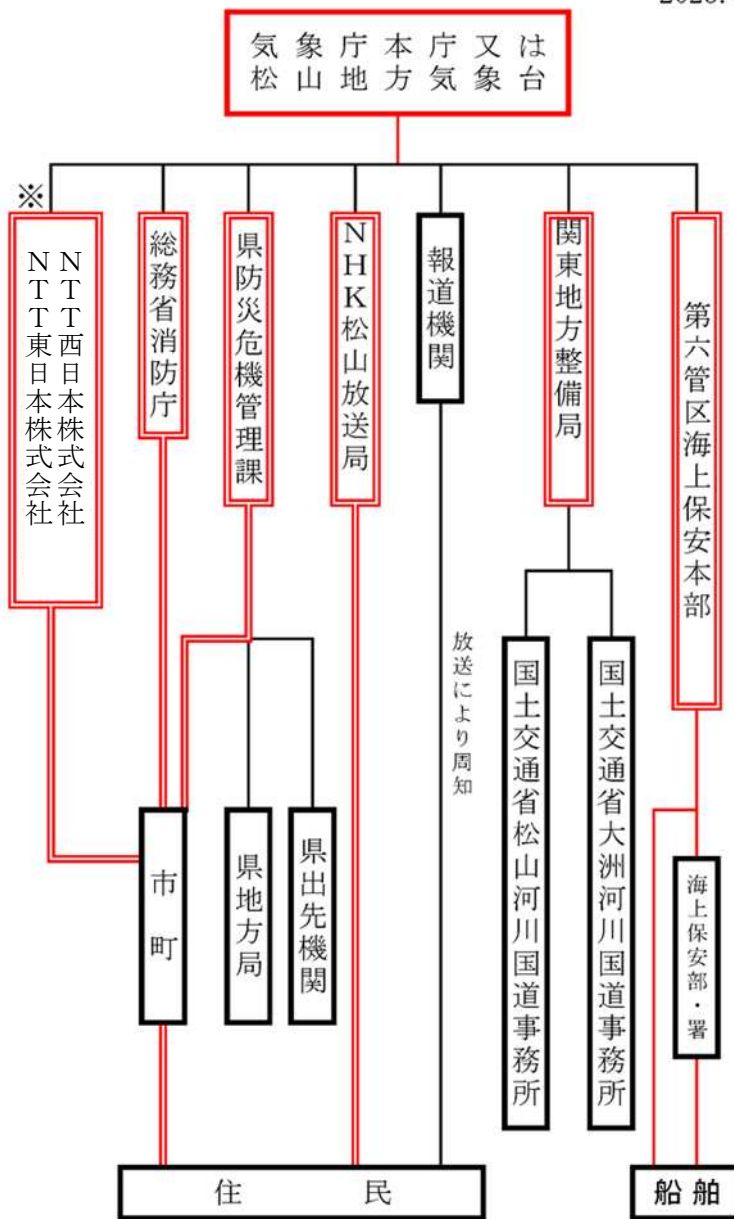 気象庁本庁又は
松山地方気象台
※
NTT西日本株式会社
NTT東日本株式会社
総務省消防庁
県防災危機管理課
NHK松山放送局
報道機関
関東地方整備局
第六管区海上保安本部
放送により周知
国土交通省松山河川国道事務所
国土交通省大洲河川国道事務所
市町
県地方局
県出先機関
海上保安部・署
住民
船舶